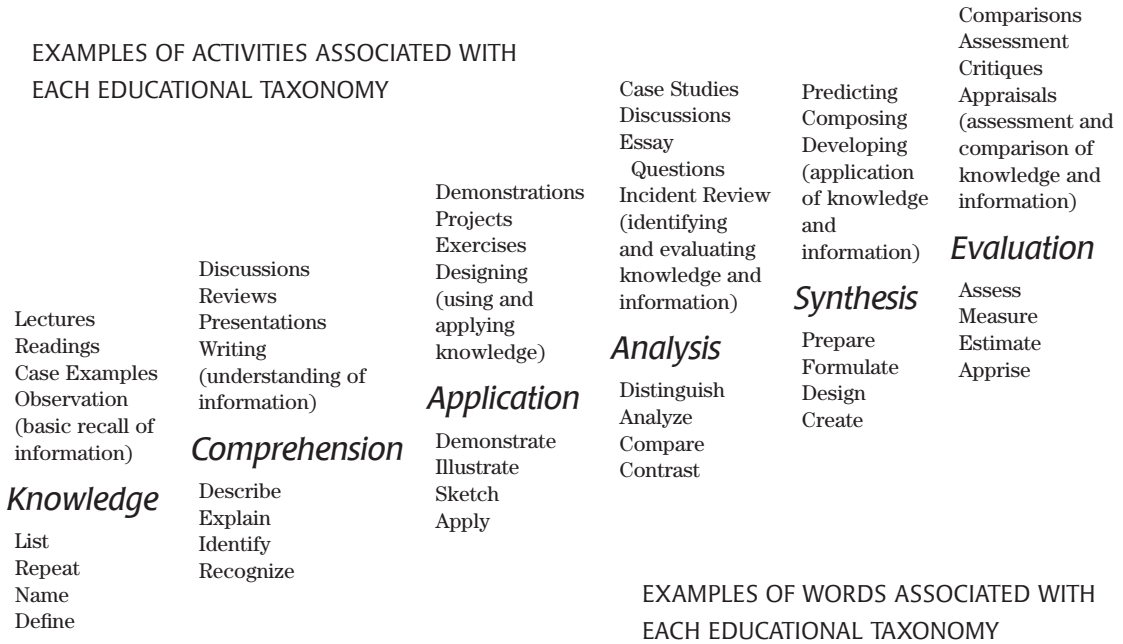 EXAMPLES OF ACTIVITIES ASSOCIATED WITH
EACH EDUCATIONAL TAXONOMY
Lectures
Readings
Case Examples
Observation
(basic recall of
information)
Knowledge
List
Repeat
Name
Define
Discussions
Reviews
Presentations
Writing
(understanding of
information)
Comprehension
Describe
Explain
Identify
Recognize
Demonstrations
Projects
Exercises
Designing
(using and
applying
knowledge)
Application
Demonstrate
Illustrate
Sketch
Apply
Case Studies
Discussions
Essay
Questions
Incident Review
(identifying
and evaluating
knowledge and
information)
Analysis
Distinguish
Analyze
Compare
Contrast
Predicting
Composing
Developing
(application
of knowledge
and
information)
Synthesis
Prepare
Formulate
Design
Create
Comparisons
Assessment
Critiques
Appraisals
(assessment and
comparison of
knowledge and
information)
Evaluation
Assess
Measure
Estimate
Apprise
EXAMPLES OF WORDS ASSOCIATED WITH
EACH EDUCATIONAL TAXONOMY